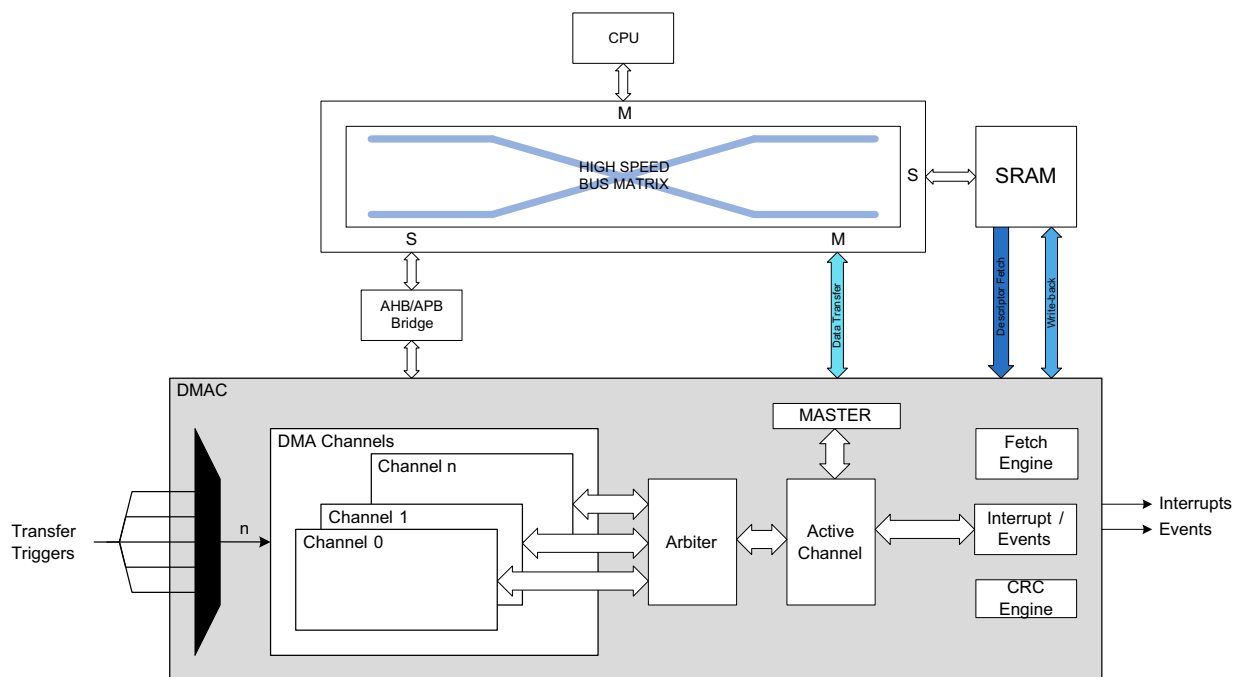 CPU
M
HIGH SPEED
BUS MATRIX
S
SRAM
S
M
AHB/APB
Bridge
Data Transfer
Descriptor Fetch
Write-back
DMAC
MASTER
DMA Channels
Channel n
Fetch
Engine
Transfer
Triggers
n
Channel 1
Channel 0
Arbiter
Active
Channel
Interrupt /
Events
Interrupts
Events
CRC
Engine